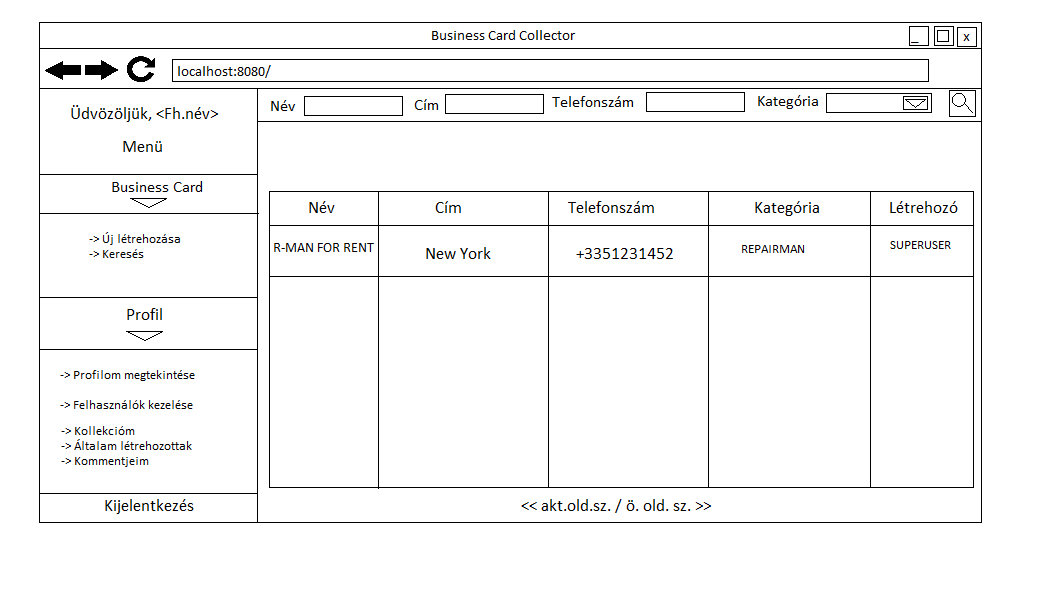 Business Card Collector
_ x
localhost:8080/
Üdvözöljük, <Fh.név>
Menü
Business Card
-> Új létrehozása
-> Keresés
Profil
-> Profilom megtekintése
-> Felhasználók kezelése
-> Kollekcióm
-> Általam létrehozottak
-> Kommentjeim
Kijelentkezés
Név Cím Telefonszám Kategória
Név Cím Telefonszám Kategória Létrehozó
R-MAN FOR RENT New York +3351231452 REPAIRMAN SUPERUSER
<< akt.old.sz. / ö. old. sz. >>